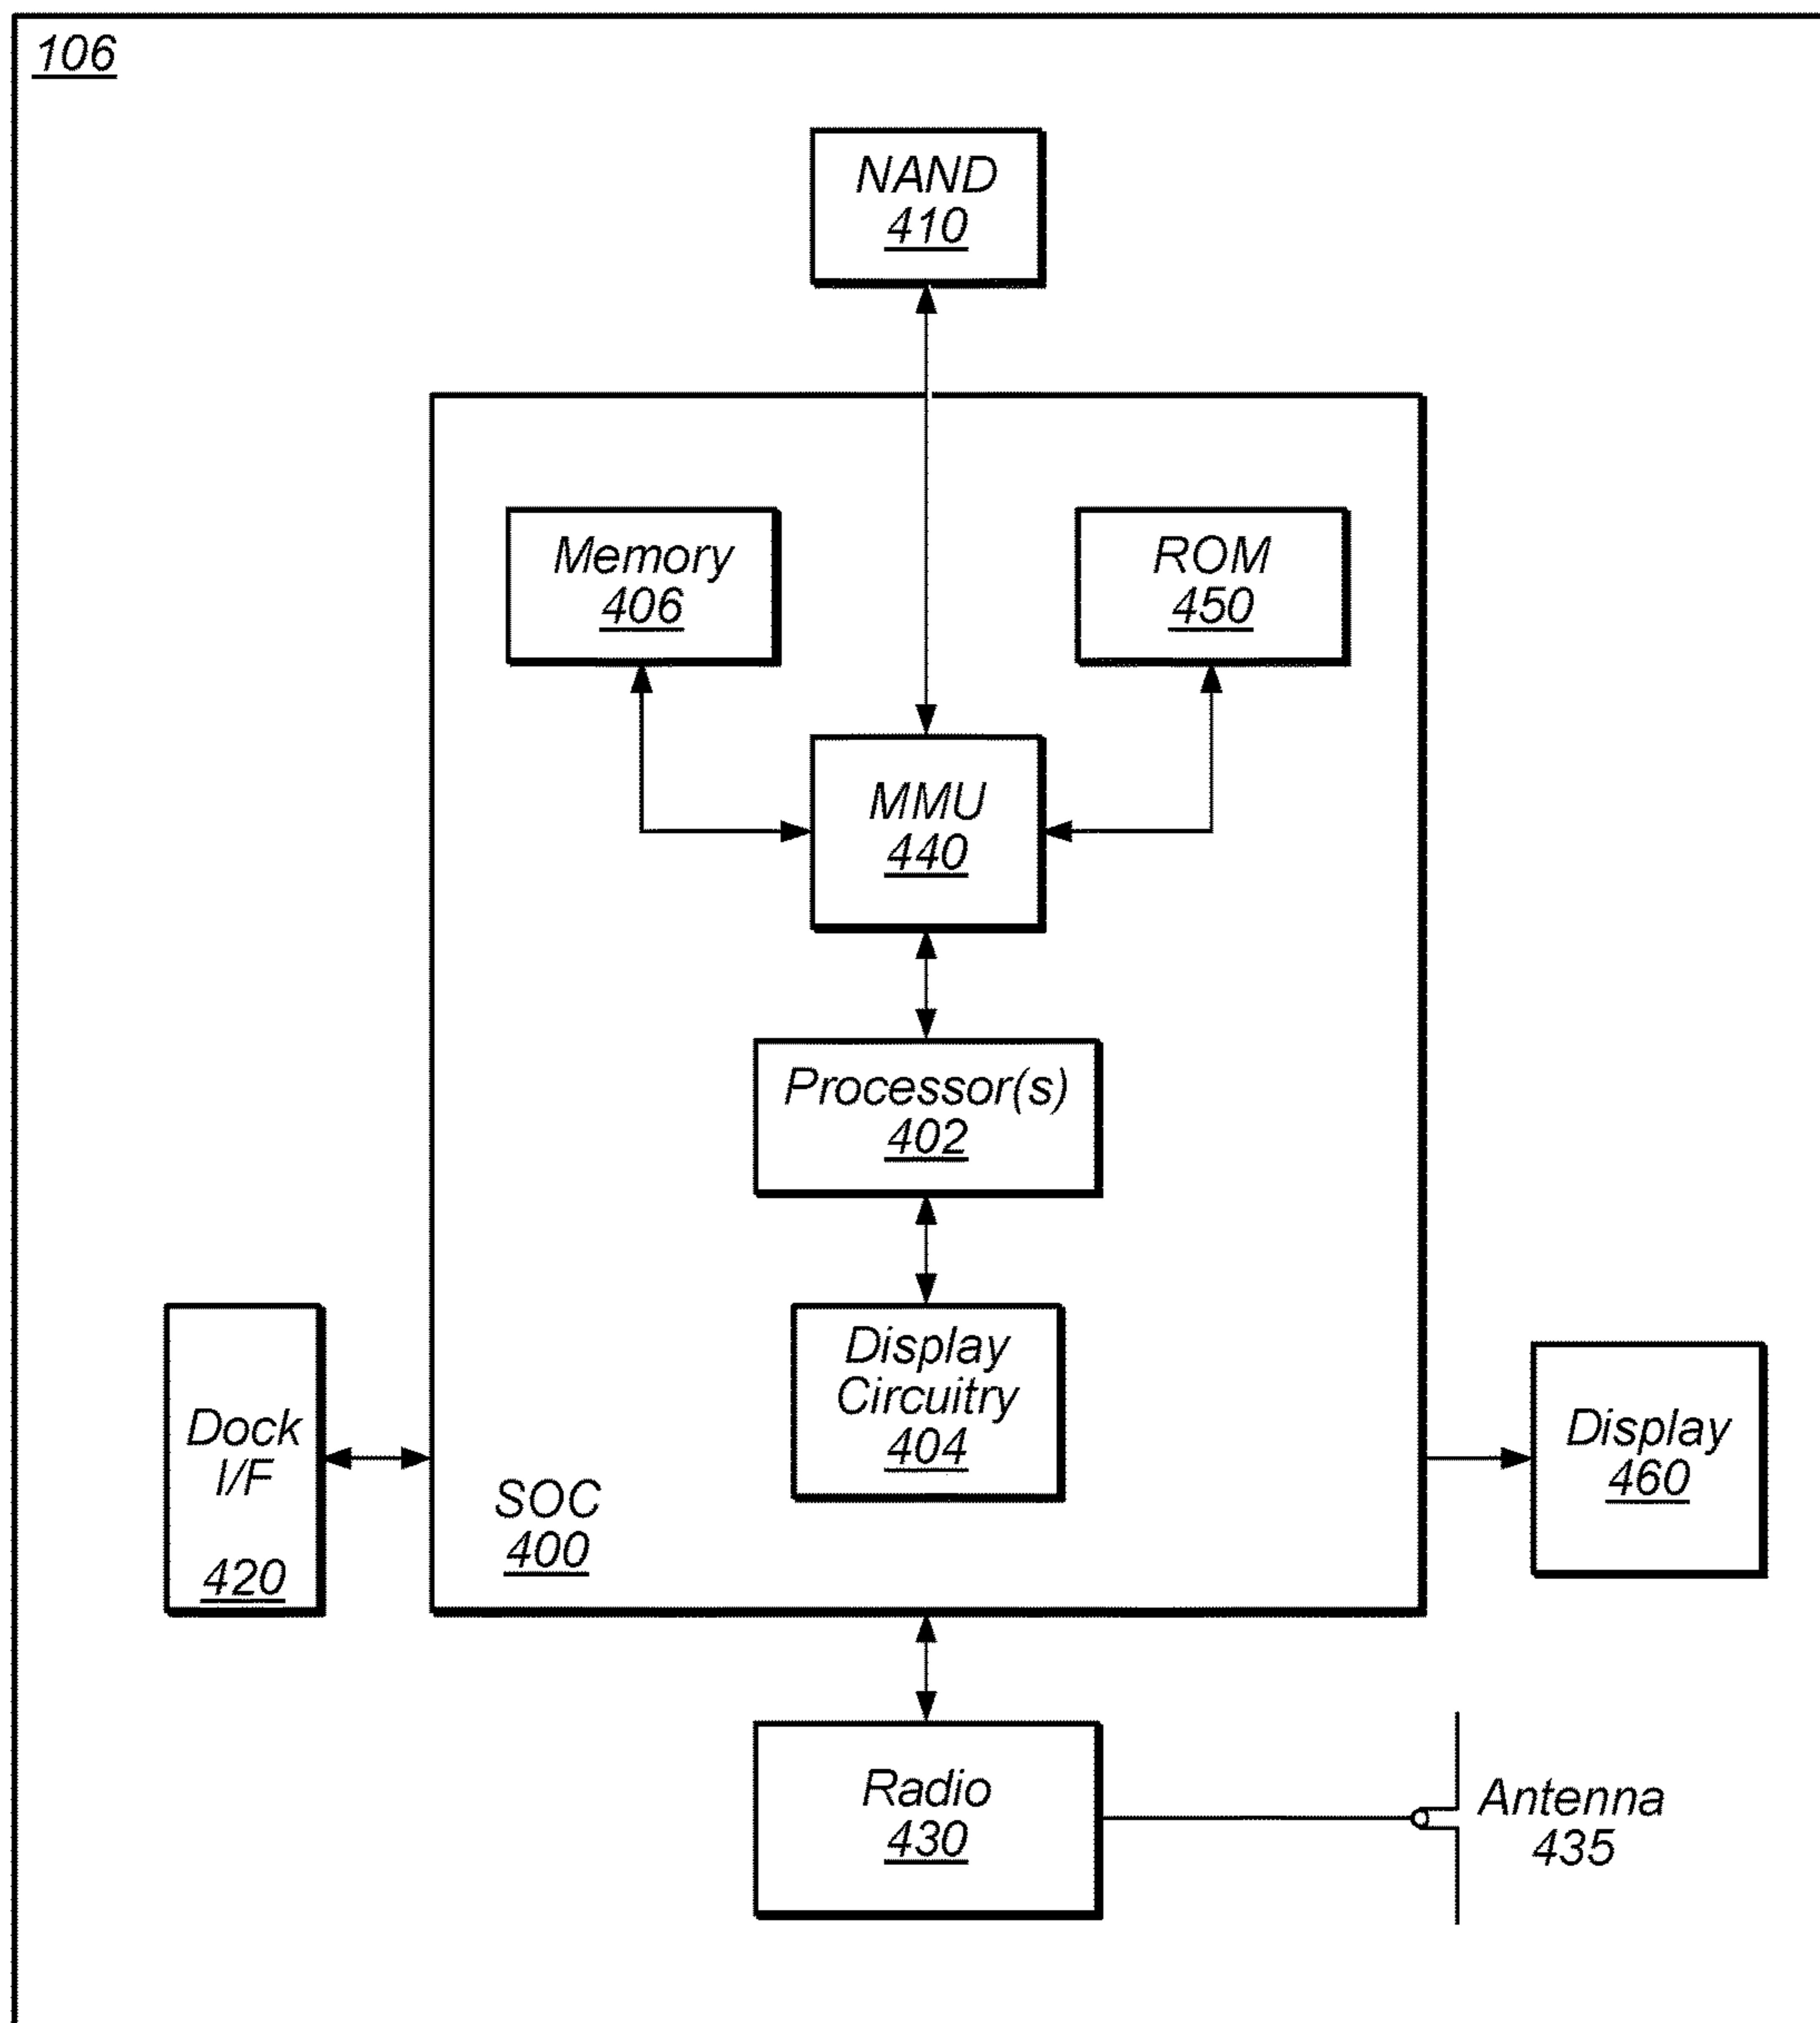 106
NAND
410
Memory
406
ROM
450
MMU
440
Processor(s)
402
Display
Circuitry
404
Dock
I/F
420
SOC
400
Display
460
Radio
430
Antenna
435